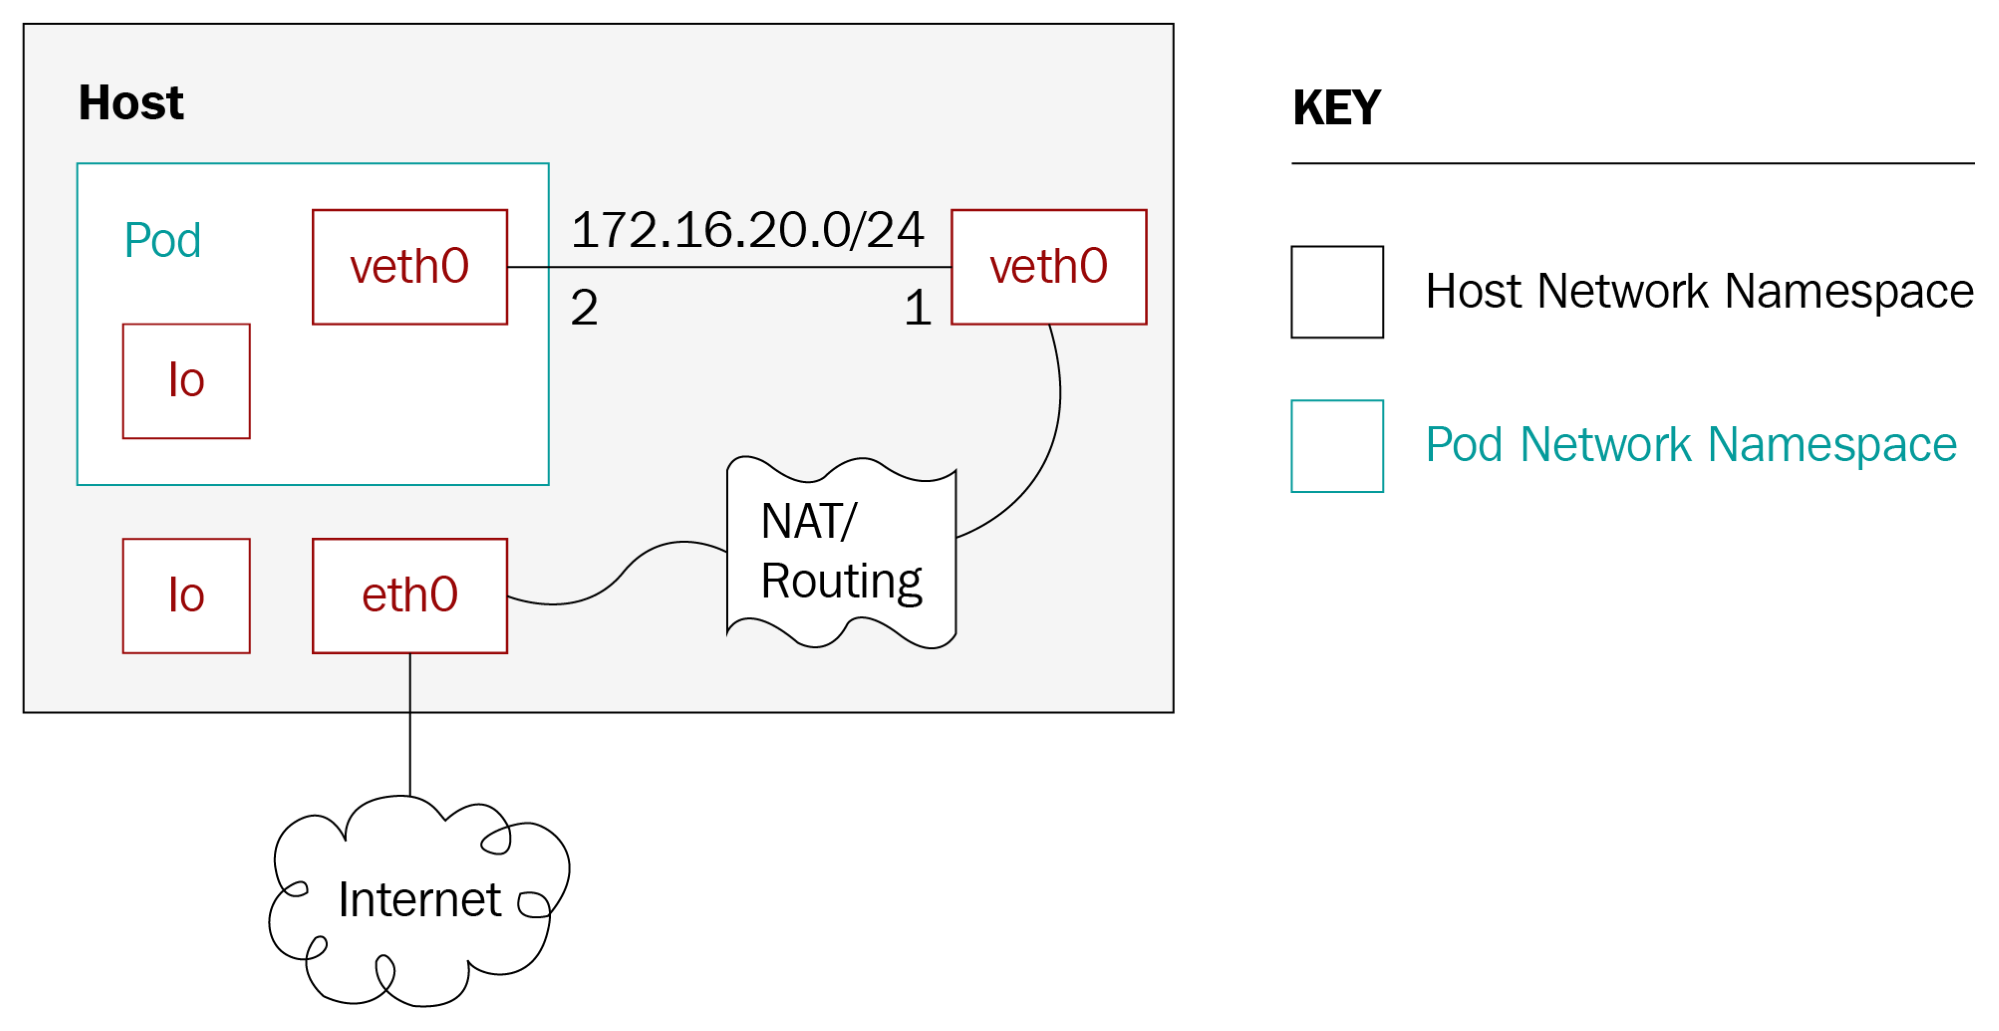 Host
Pod
veth0
172.16.20.0/24
veth0
2
1
lo
NAT/
Routing
lo
eth0
Internet
KEY
Host Network Namespace
Pod Network Namespace